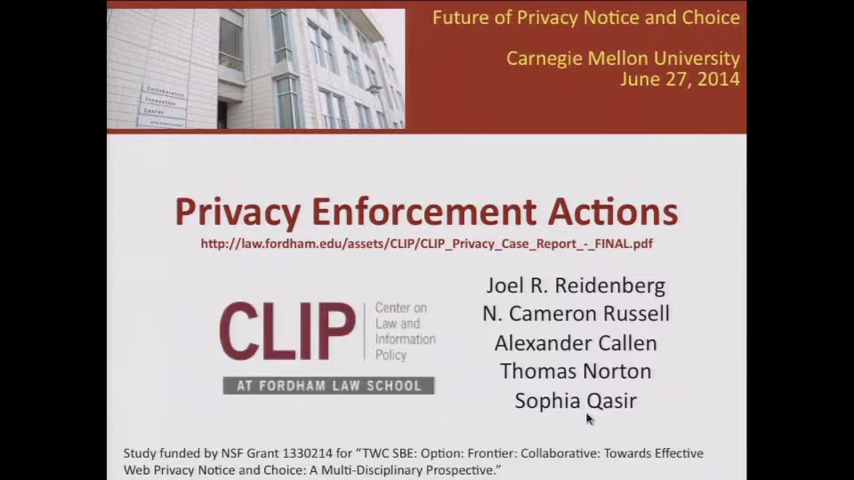 Future of Privacy Notice and Choice
Carnegie Mellon University
June 27, 2014
Collaborative
Innovation
Center
Privacy Enforcement Actions
http://law.fordham.edu/assets/CLIP/CLIP_Privacy_Case_Report_-_FINAL.pdf
CLIP
Center on
Law and
Information
Policy
AT FORDHAM LAW SCHOOL
Joel R. Reidenberg
N. Cameron Russell
Alexander Callen
Thomas Norton
Sophia Qasir
Study funded by NSF Grant 1330214 for “TWC SBE: Option: Frontier: Collaborative: Towards Effective
Web Privacy Notice and Choice: A Multi-Disciplinary Prospective.”